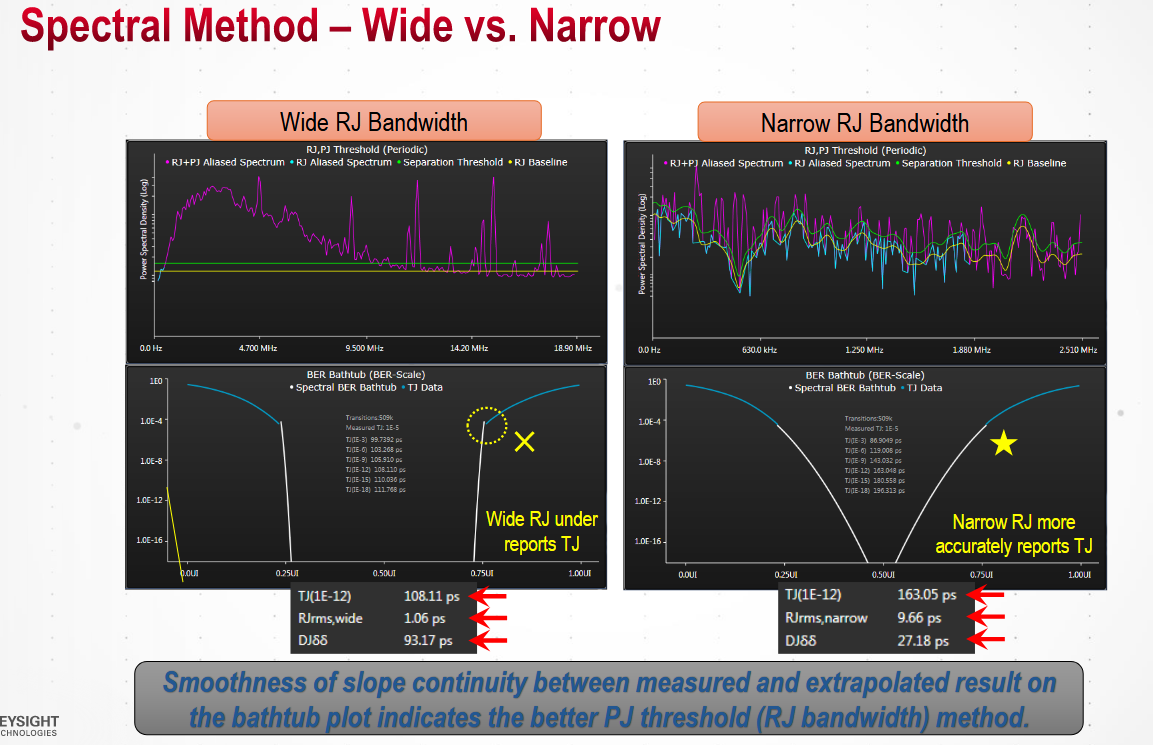 Spectral Method – Wide vs. Narrow
Wide RJ Bandwidth
RJ,PJ Threshold (Periodic)
RJ+PJ Aliased Spectrum RJ Aliased Spectrum Separation Threshold RJ Baseline
Power Spectral Density (Log)
0.0 Hz 4.700 MHz 9.500 MHz 14.20 MHz 18.90 MHz
BER Bathtub (BER-Scale)
Spectral BER Bathtub TJ Data
1E0
1.0E-4
1.0E-8
1.0E-12
1.0E-16
Transitions:509k
Measured TJ: 1E-5
TJ(1E-3) 99.7392 ps
TJ(1E-6) 103.268 ps
TJ(1E-9) 105.910 ps
TJ(1E-12) 108.110 ps
TJ(1E-15) 110.036 ps
TJ(1E-18) 111.768 ps
Wide RJ under
reports TJ
0.0UI 0.25UI 0.50UI 0.75UI 1.00UI
TJ(1E-12) 108.11 ps
RJrms,wide 1.06 ps
DJδδ 93.17 ps
Narrow RJ Bandwidth
RJ,PJ Threshold (Periodic)
RJ+PJ Aliased Spectrum RJ Aliased Spectrum Separation Threshold RJ Baseline
Power Spectral Density (Log)
0.0 Hz 630.0 kHz 1.250 MHz 1.880 MHz 2.510 MHz
BER Bathtub (BER-Scale)
Spectral BER Bathtub TJ Data
1E0
1.0E-4
1.0E-8
1.0E-12
1.0E-16
Transitions:509k
Measured TJ: 1E-5
TJ(1E-3) 86.9049 ps
TJ(1E-6) 119.008 ps
TJ(1E-9) 143.032 ps
TJ(1E-12) 163.048 ps
TJ(1E-15) 180.558 ps
TJ(1E-18) 196.313 ps
Narrow RJ more
accurately reports TJ
0.0UI 0.25UI 0.50UI 0.75UI 1.00UI
TJ(1E-12) 163.05 ps
RJrms,narrow 9.66 ps
DJδδ 27.18 ps
Smoothness of slope continuity between measured and extrapolated result on
the bathtub plot indicates the better PJ threshold (RJ bandwidth) method.
EYSIGHT
CHNOLOGIES